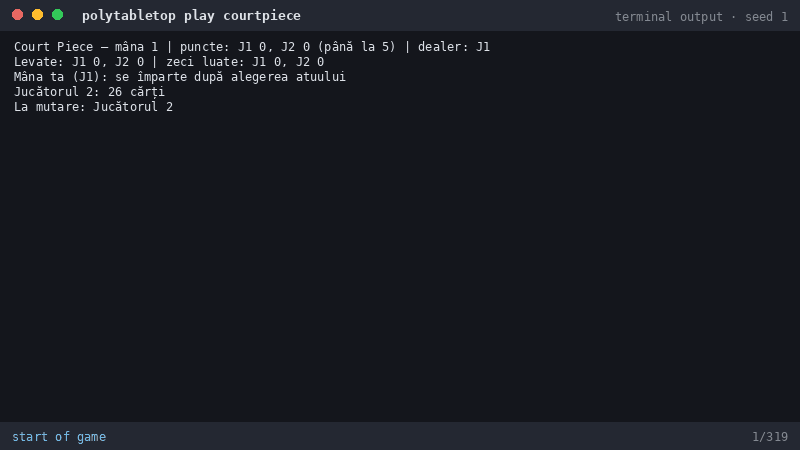 polytabletop play courtpiece
terminal output · seed 1
Court Piece — mâna 1 | puncte: J1 0, J2 0 (până la 5) | dealer: J1
Levate: J1 0, J2 0 | zeci luate: J1 0, J2 0
Mâna ta (J1): se împarte după alegerea atuului
Jucătorul 2: 26 cărți
La mutare: Jucătorul 2
start of game
1/319